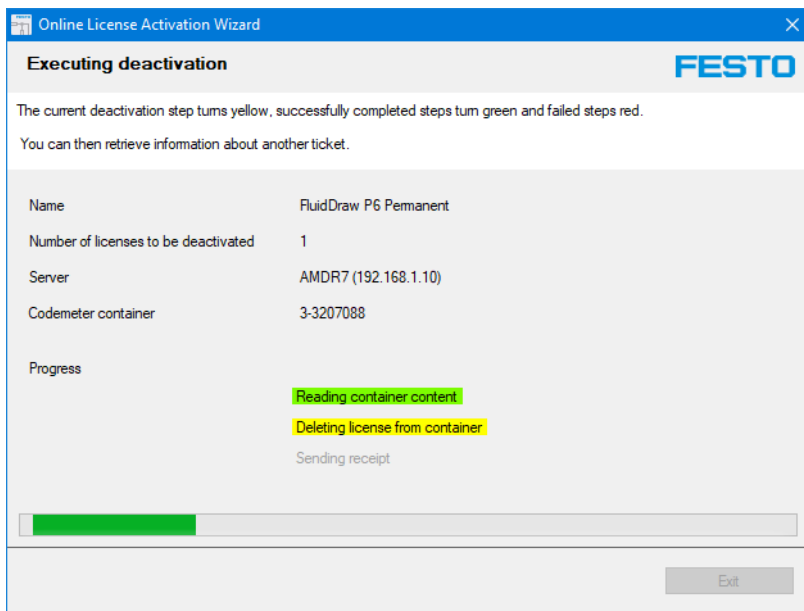 Online License Activation Wizard
Executing deactivation
FESTO
The current deactivation step turns yellow, successfully completed steps turn green and failed steps red.
You can then retrieve information about another ticket.
Name FluidDraw P6 Permanent
Number of licenses to be deactivated 1
Server AMDR7 (192.168.1.10)
Codemeter container 3-3207088
Progress
Reading container content
Deleting license from container
Sending receipt
Exit